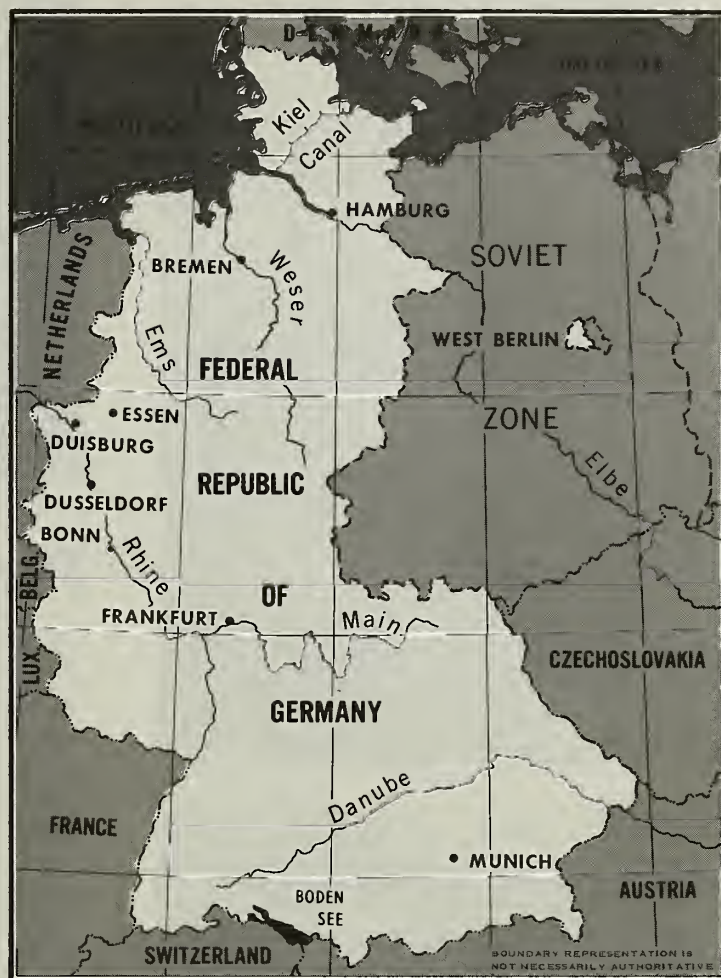 DENMARK
Kiel
Canal
HAMBURG
NETHERLANDS
BREMEN
Weser
SOVIET
Ems
WEST BERLIN
FEDERAL
ESSEN
ZONE
DUISBURG
Elbe
REPUBLIC
DUSSELDORF
BONN
Rhine
BELG
OF
FRANKFURT
Main
LUX
CZECHOSLOVAKIA
GERMANY
Danube
FRANCE
MUNICH
BODEN
SEE
AUSTRIA
SWITZERLAND
BOUNDARY REPRESENTATION IS
NOT NECESSARILY AUTHORITATIVE